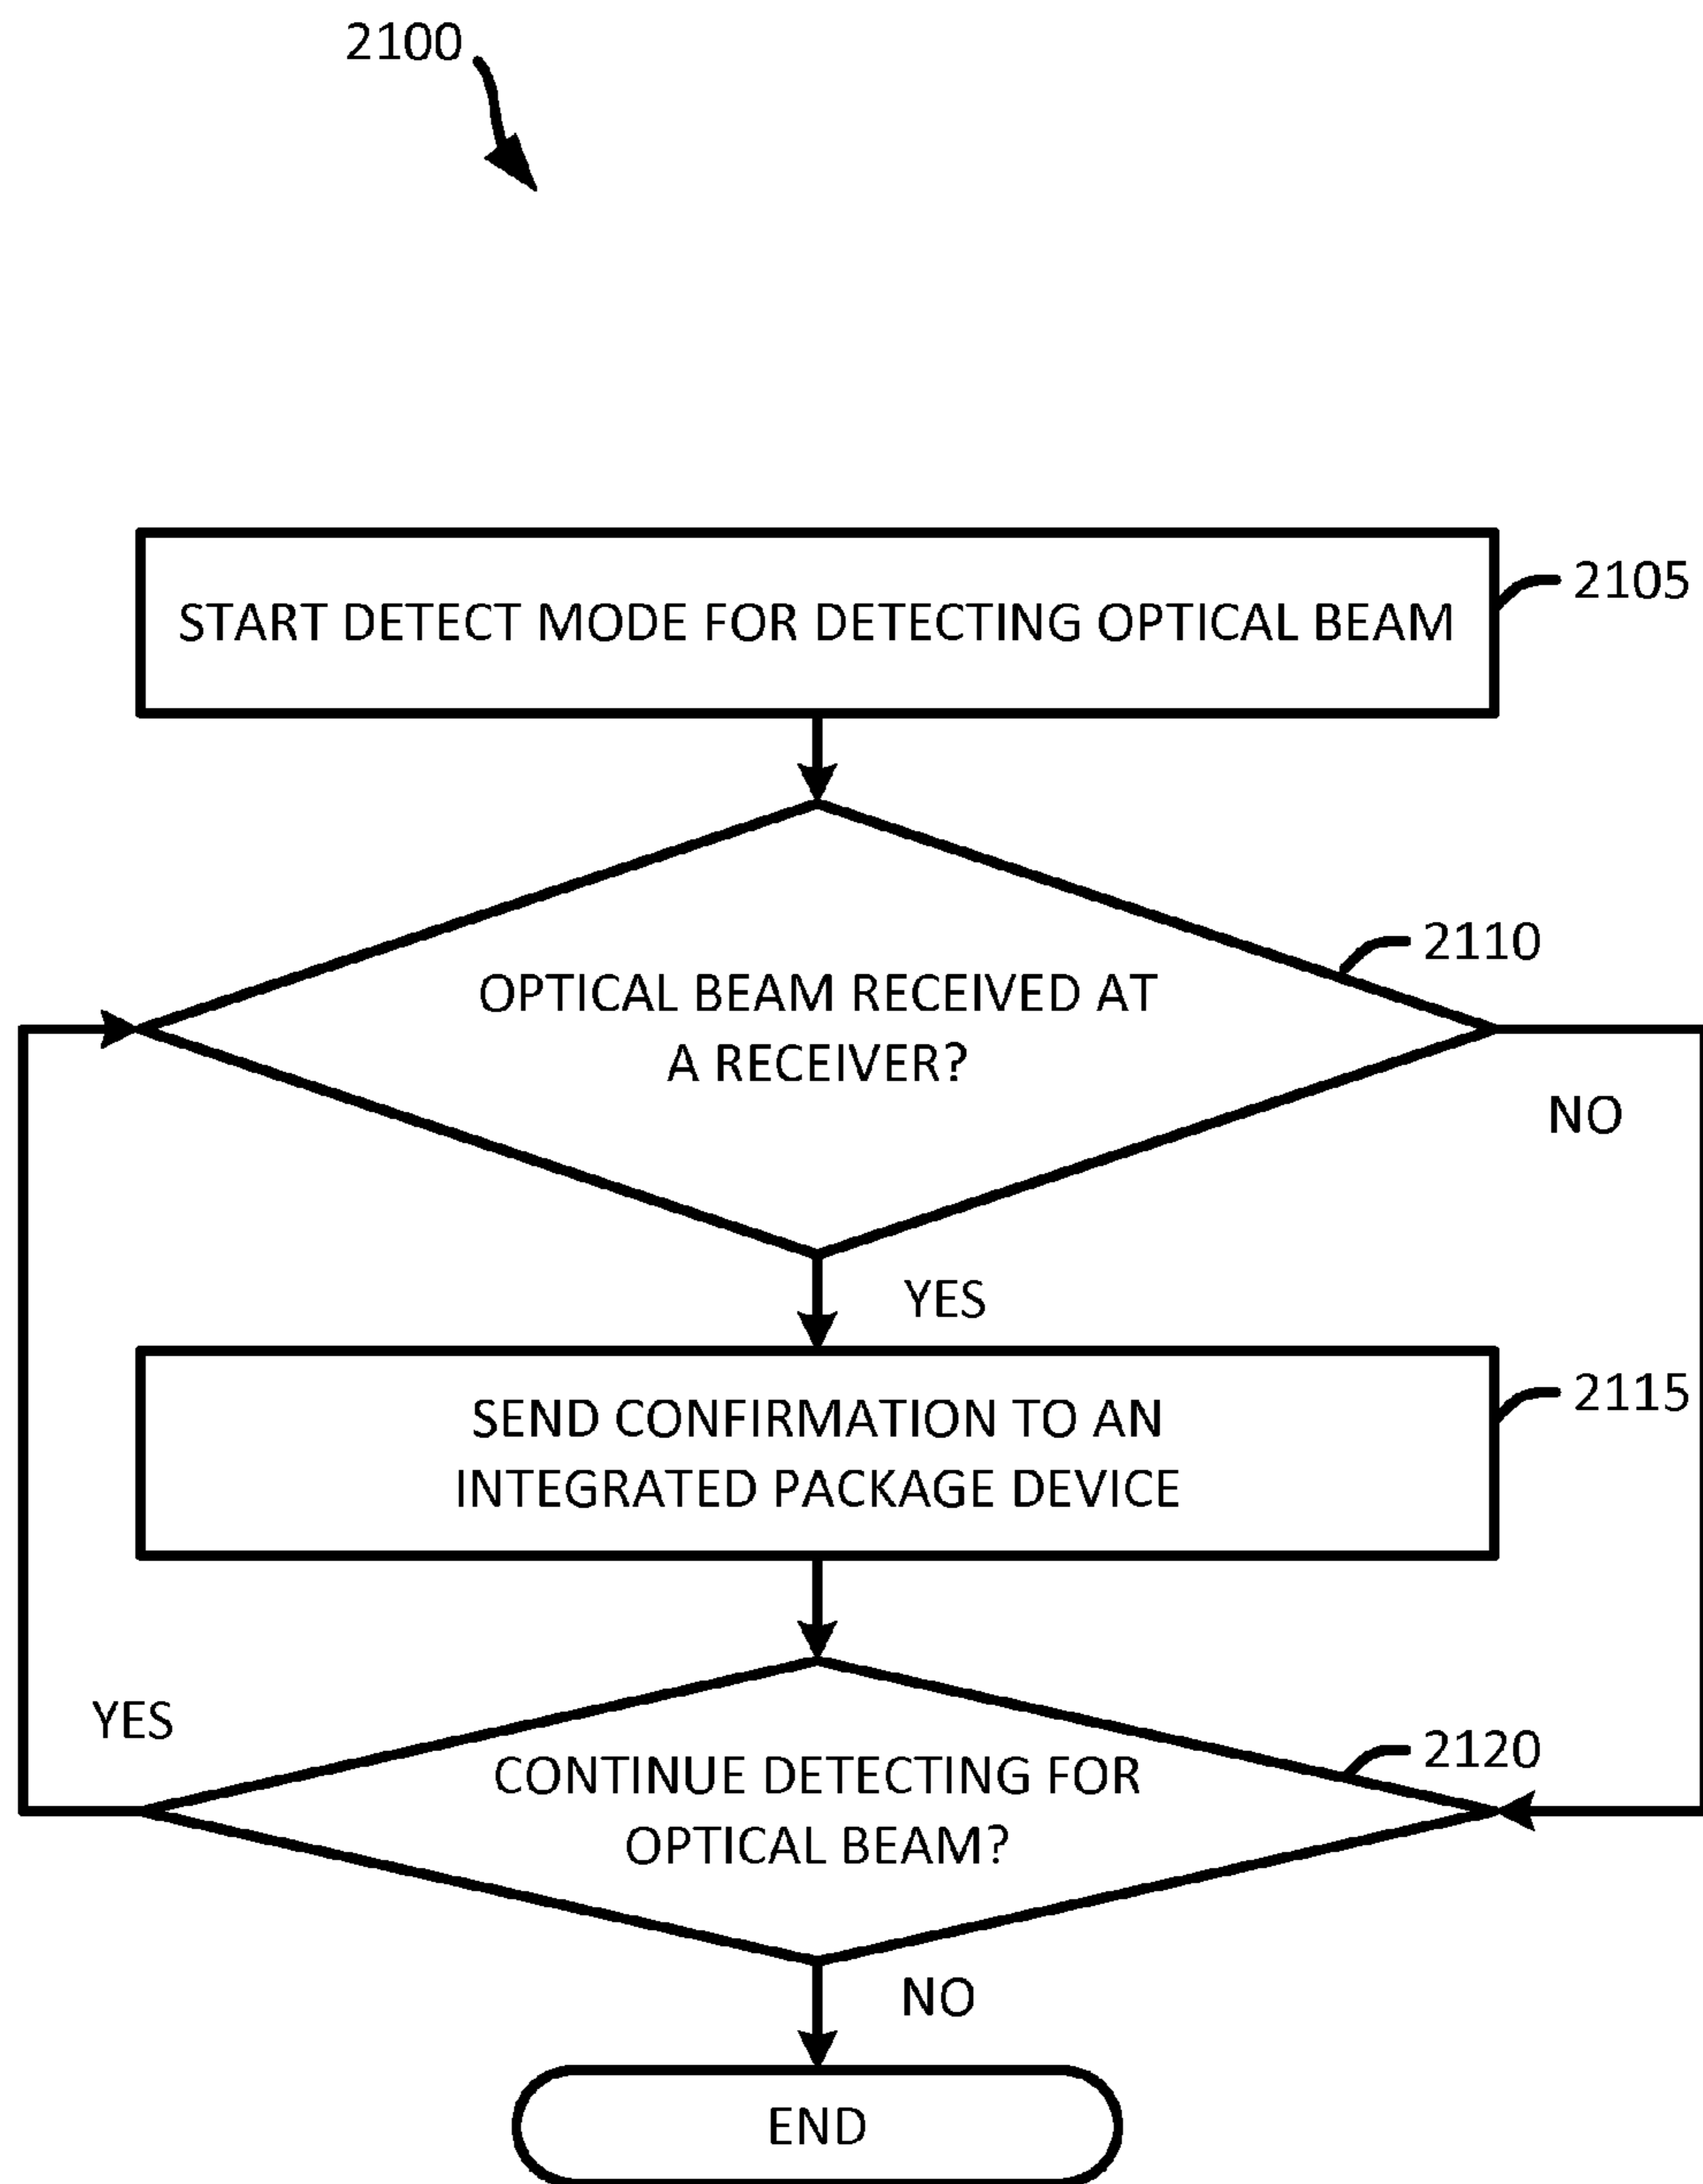 2100
START DETECT MODE FOR DETECTING OPTICAL BEAM
2105
OPTICAL BEAM RECEIVED AT
A RECEIVER?
2110
NO
YES
SEND CONFIRMATION TO AN
INTEGRATED PACKAGE DEVICE
2115
YES
CONTINUE DETECTING FOR
OPTICAL BEAM?
2120
NO
END